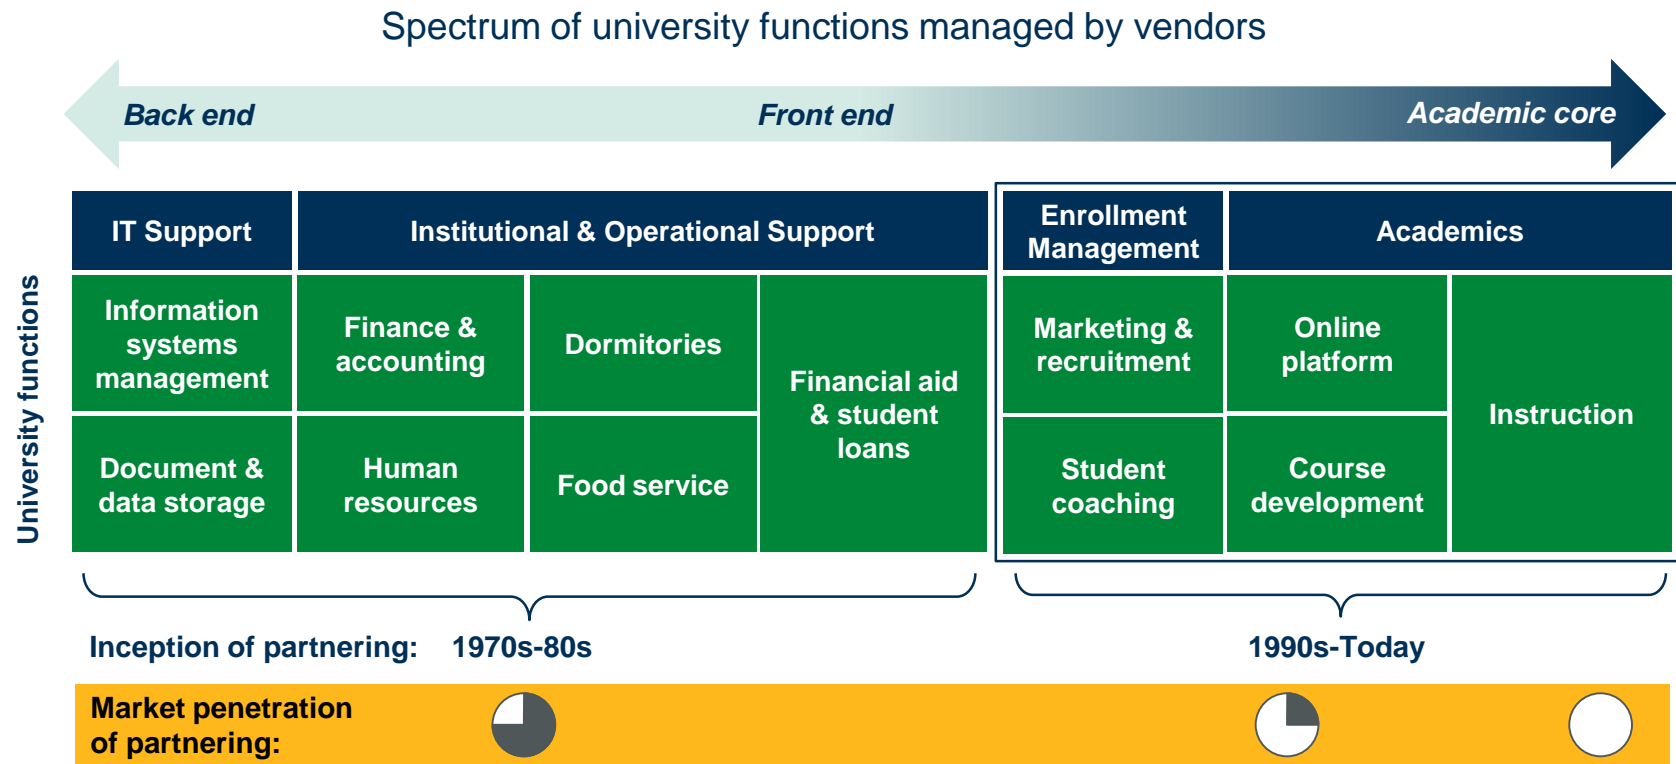 Spectrum of university functions managed by vendors
Back end
Front end
Academic core
University functions
IT Support
Institutional & Operational Support
Enrollment
Management
Academics
Information
systems
management
Finance &
accounting
Dormitories
Financial aid
& student
loans
Marketing &
recruitment
Online
platform
Instruction
Document &
data storage
Human
resources
Food service
Student
coaching
Course
development
Inception of partnering: 1970s-80s
1990s-Today
Market penetration
of partnering: